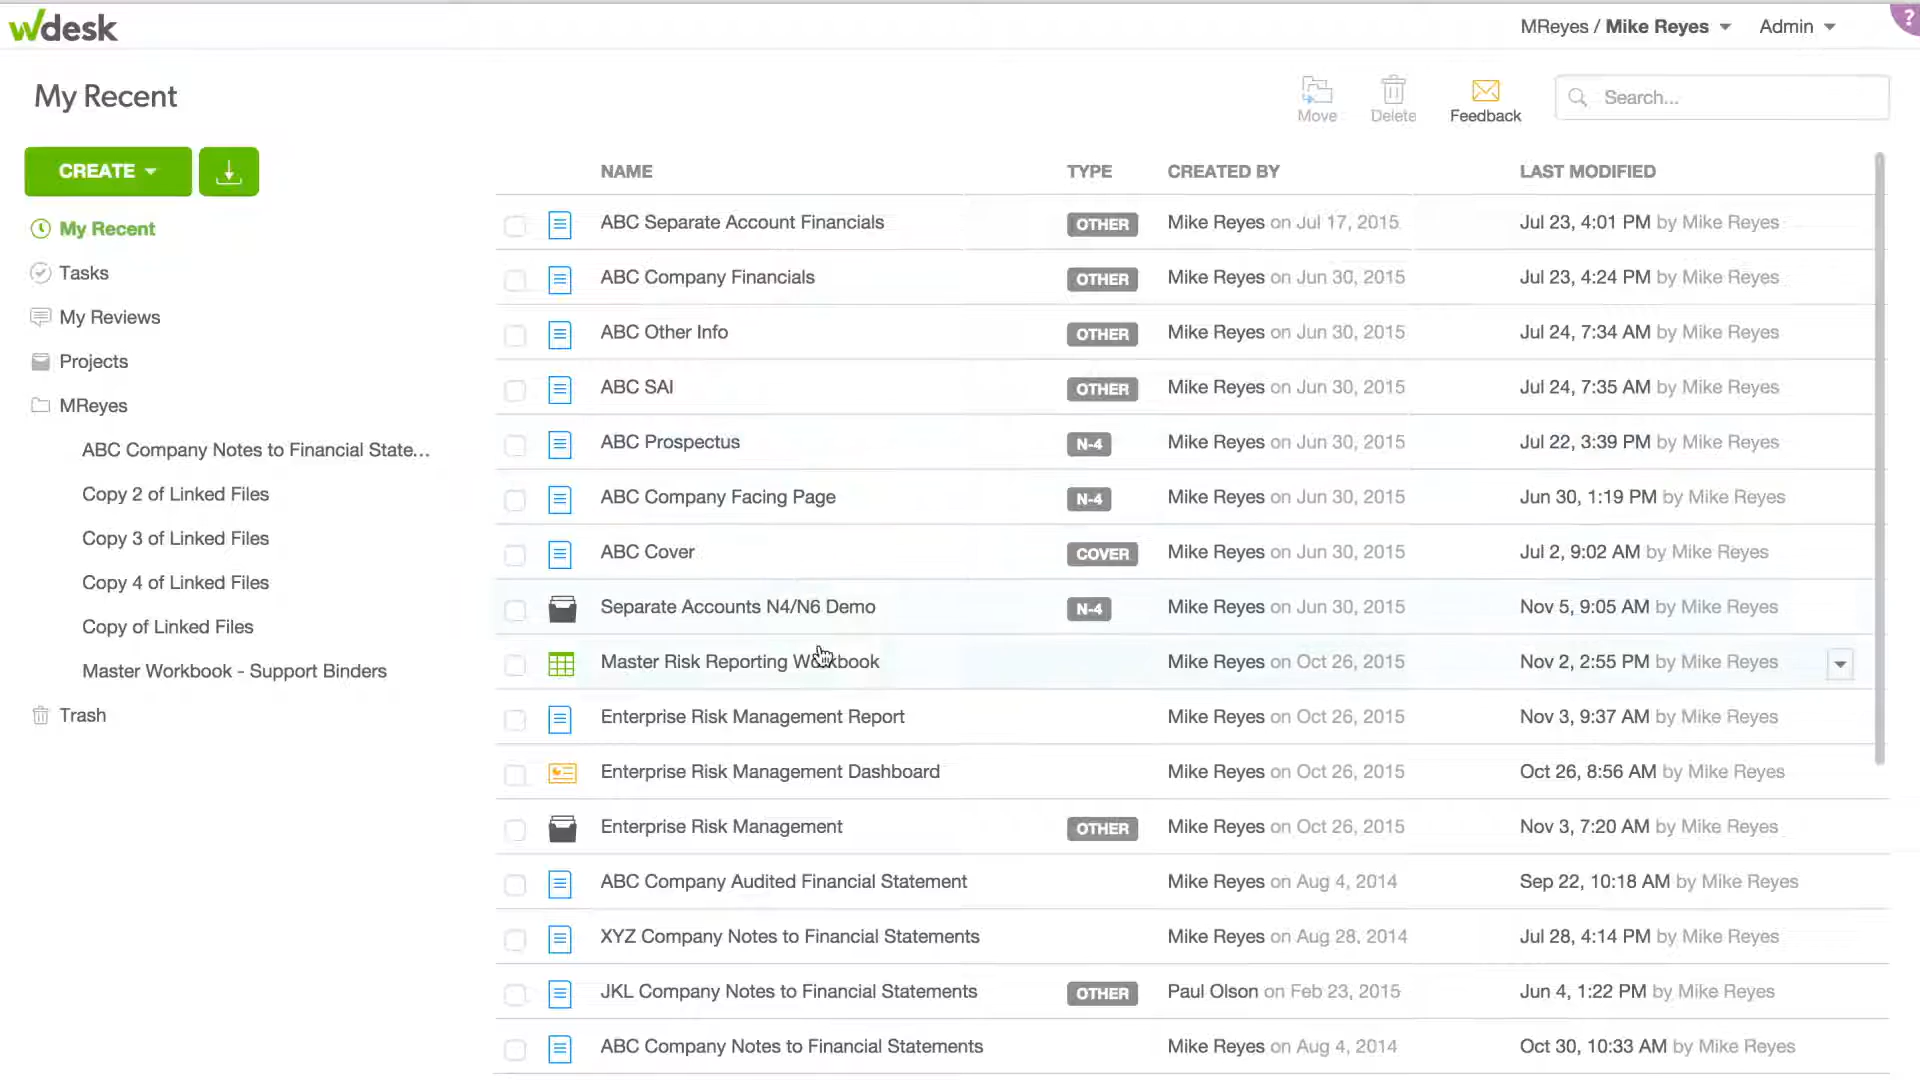 wdesk
MReyes / Mike Reyes
Admin
?
My Recent
Move
Delete
Feedback
Search...
CREATE
My Recent
Tasks
My Reviews
Projects
MReyes
ABC Company Notes to Financial State...
Copy 2 of Linked Files
Copy 3 of Linked Files
Copy 4 of Linked Files
Copy of Linked Files
Master Workbook - Support Binders
Trash
NAME TYPE CREATED BY LAST MODIFIED
ABC Separate Account Financials OTHER Mike Reyes on Jul 17, 2015 Jul 23, 4:01 PM by Mike Reyes
ABC Company Financials OTHER Mike Reyes on Jun 30, 2015 Jul 23, 4:24 PM by Mike Reyes
ABC Other Info OTHER Mike Reyes on Jun 30, 2015 Jul 24, 7:34 AM by Mike Reyes
ABC SAI OTHER Mike Reyes on Jun 30, 2015 Jul 24, 7:35 AM by Mike Reyes
ABC Prospectus N-4 Mike Reyes on Jun 30, 2015 Jul 22, 3:39 PM by Mike Reyes
ABC Company Facing Page N-4 Mike Reyes on Jun 30, 2015 Jun 30, 1:19 PM by Mike Reyes
ABC Cover COVER Mike Reyes on Jun 30, 2015 Jul 2, 9:02 AM by Mike Reyes
Separate Accounts N4/N6 Demo N-4 Mike Reyes on Jun 30, 2015 Nov 5, 9:05 AM by Mike Reyes
Master Risk Reporting Workbook Mike Reyes on Oct 26, 2015 Nov 2, 2:55 PM by Mike Reyes
Enterprise Risk Management Report Mike Reyes on Oct 26, 2015 Nov 3, 9:37 AM by Mike Reyes
Enterprise Risk Management Dashboard Mike Reyes on Oct 26, 2015 Oct 26, 8:56 AM by Mike Reyes
Enterprise Risk Management OTHER Mike Reyes on Oct 26, 2015 Nov 3, 7:20 AM by Mike Reyes
ABC Company Audited Financial Statement Mike Reyes on Aug 4, 2014 Sep 22, 10:18 AM by Mike Reyes
XYZ Company Notes to Financial Statements Mike Reyes on Aug 28, 2014 Jul 28, 4:14 PM by Mike Reyes
JKL Company Notes to Financial Statements OTHER Paul Olson on Feb 23, 2015 Jun 4, 1:22 PM by Mike Reyes
ABC Company Notes to Financial Statements Mike Reyes on Aug 4, 2014 Oct 30, 10:33 AM by Mike Reyes